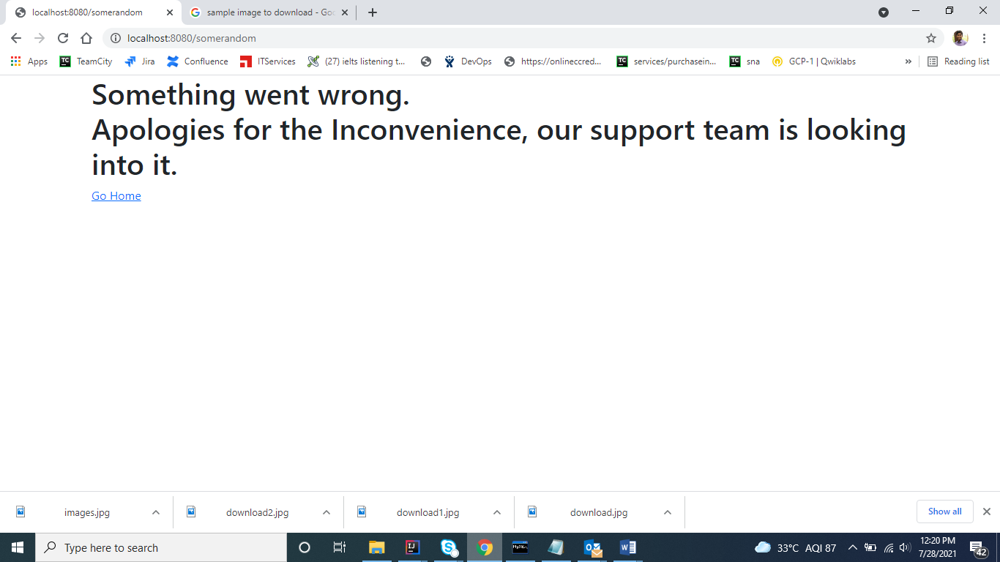 localhost:8080/somerandom
sample image to download - Goo
localhost:8080/somerandom
Apps TeamCity Jira Confluence ITServices (27) ielts listening t... DevOps https://onlineccred... services/purchasein... sna GCP-1 | Qwiklabs » Reading list
Something went wrong.
Apologies for the Inconvenience, our support team is looking
into it.
Go Home
images.jpg download2.jpg download1.jpg download.jpg Show all
Type here to search
33°C AQI 87
12:20 PM
7/28/2021
42